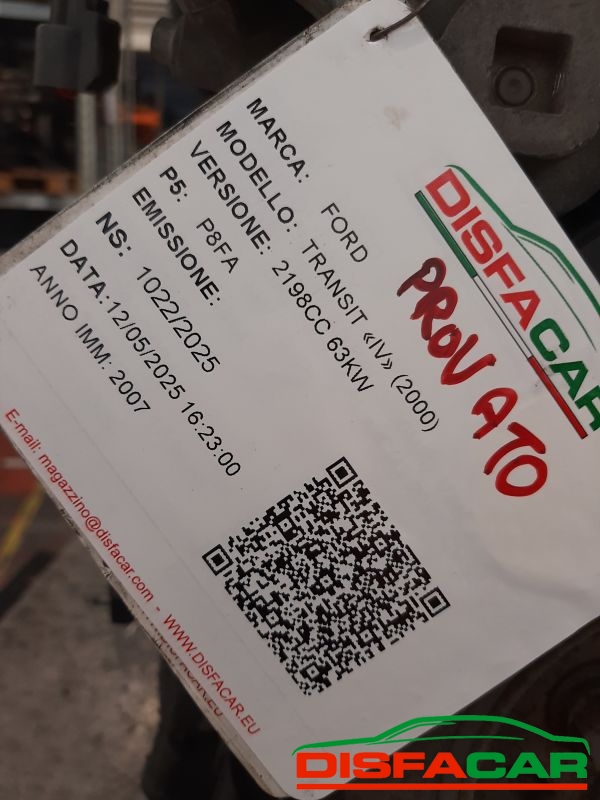 MARCA: FORD
MODELLO: TRANSIT «IV» (2000)
VERSIONE: 2198CC 63KW
P5: P8FA
EMISSIONE:
NS: 1022/2025
DATA: 12/05/2025 16:23:00
ANNO IMM: 2007
DISFACAR
PROVATO
E-mail: magazzino@disfacar.com - WWW.DISFACAR.EU
DISFACAR